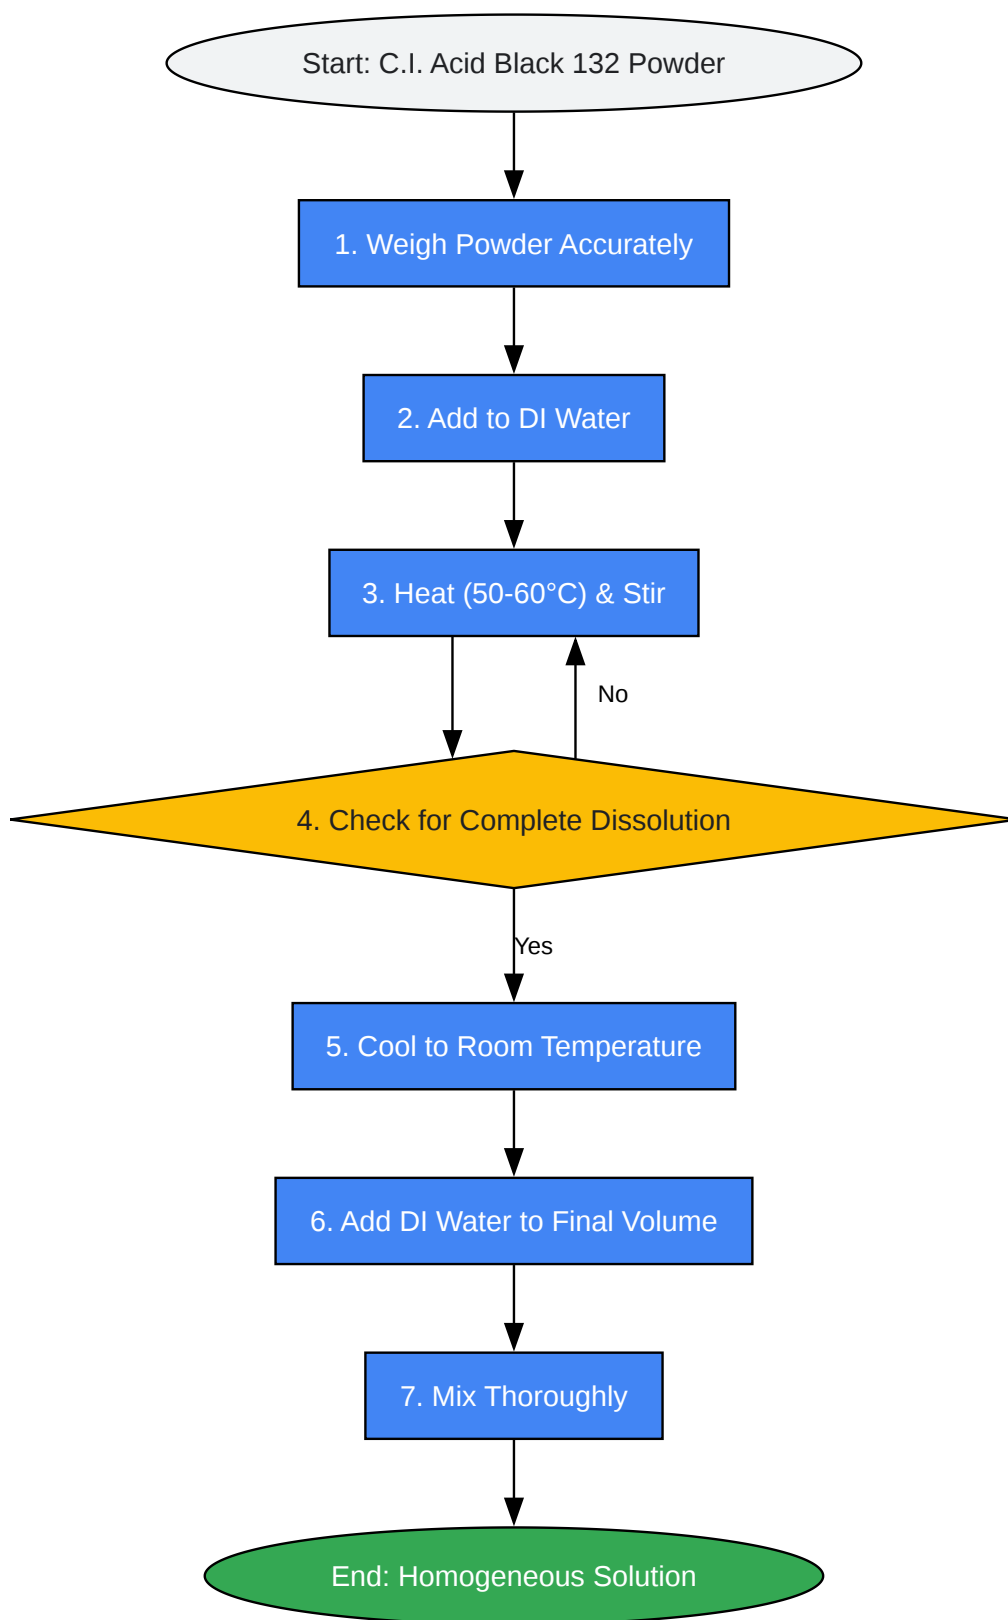 Start: C.I. Acid Black 132 Powder
1. Weigh Powder Accurately
2. Add to DI Water
3. Heat (50-60°C) & Stir
No
4. Check for Complete Dissolution
Yes
5. Cool to Room Temperature
6. Add DI Water to Final Volume
7. Mix Thoroughly
End: Homogeneous Solution